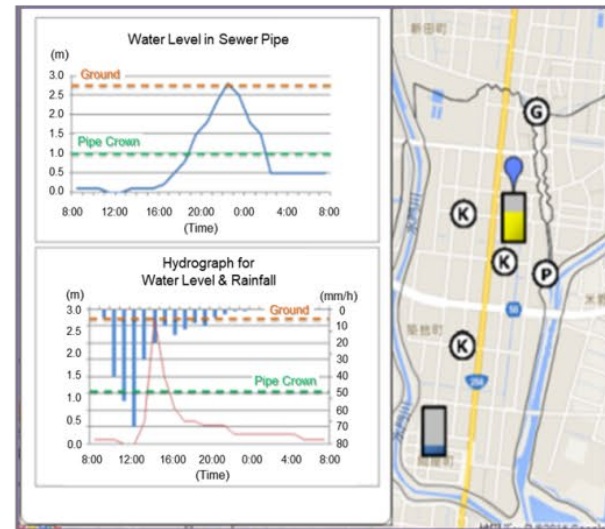 Water Level in Sewer Pipe
(m)
3.0
Ground
2.5
2.0
1.5
Pipe Crown
1.0
0.5
0.0
8:00 12:00 16:00 20:00 0:00 4:00 8:00
(Time)
Hydrograph for
Water Level & Rainfall
(m)
(mm/h)
3.0
Ground
0
2.5
10
20
2.0
30
1.5
40
Pipe Crown
50
1.0
60
0.5
70
0.0
80
8:00 12:00 16:00 20:00 0:00 4:00 8:00
(Time)
新田町
G
K
K
P
K